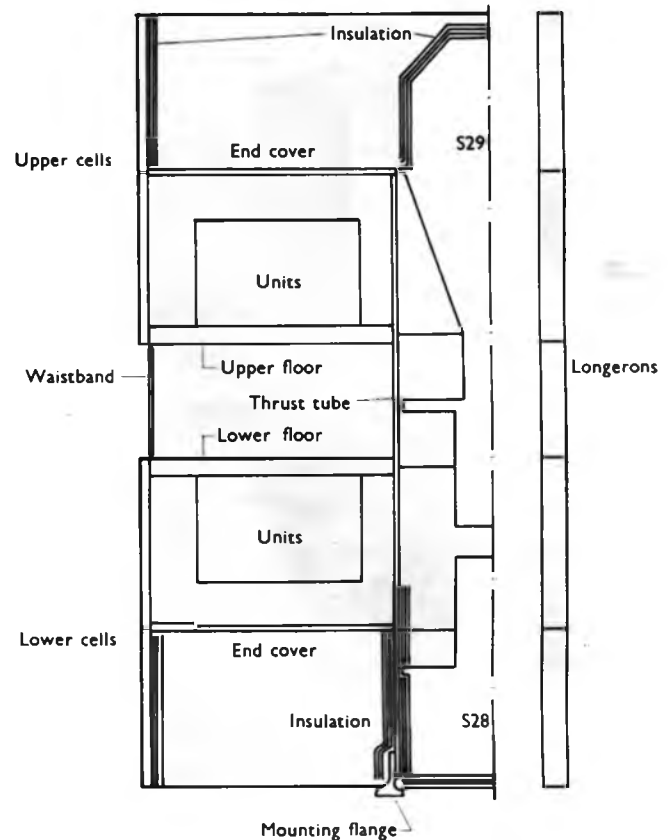 Insulation
S29
End cover
Upper cells
Units
Upper floor
Waistband
Longerons
Thrust tube
Lower floor
Units
Lower cells
End cover
Insulation
S28
Mounting flange